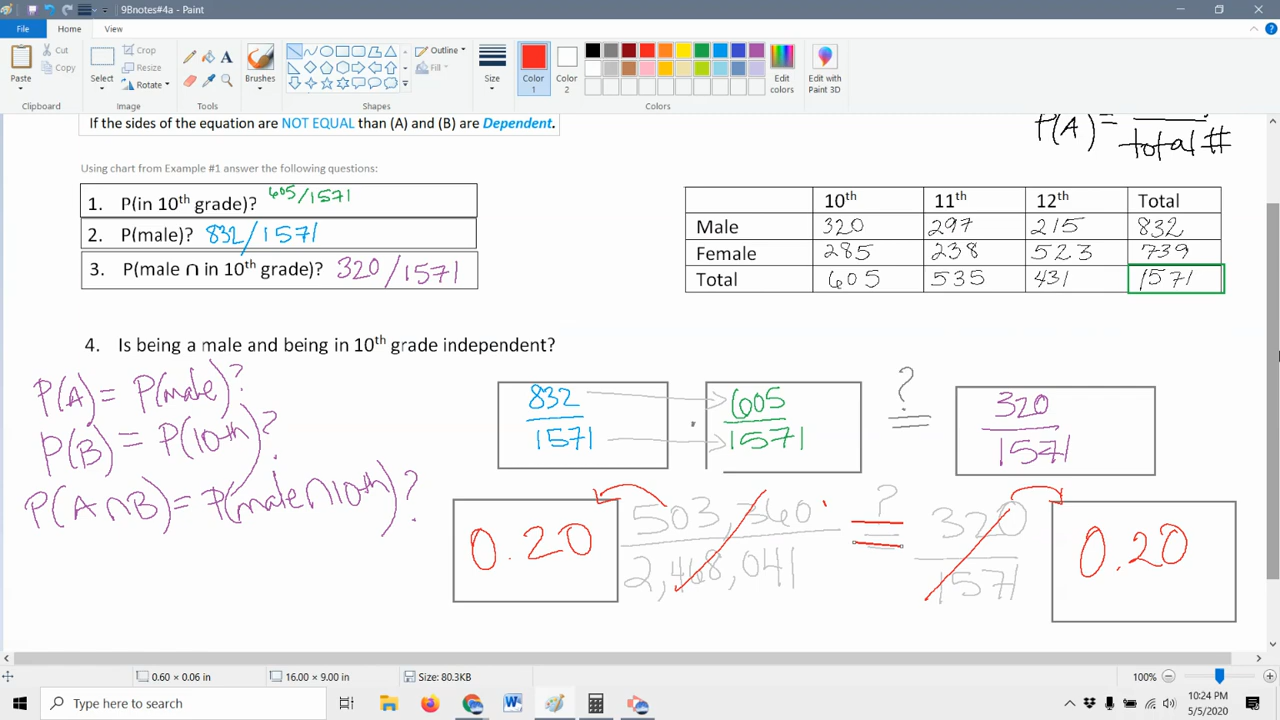 9Bnotes#4a - Paint
File Home View
Paste Cut Copy
Select Crop Resize Rotate
Brushes
Outline Fill
Size
Color 1
Color 2
Edit colors
Edit with Paint 3D
Clipboard Image Tools Shapes Colors
If the sides of the equation are NOT EQUAL than (A) and (B) are Dependent.
P(A) = total #
Using chart from Example #1 answer the following questions:
1. P(in 10th grade)? 605/1571
2. P(male)? 832/1571
3. P(male ∩ in 10th grade)? 320/1571
10th 11th 12th Total
Male 320 297 215 832
Female 285 238 523 739
Total 605 535 431 1571
4. Is being a male and being in 10th grade independent?
P(A) = P(male)?
P(B) = P(10th)?
P(A∩B) = P(male∩10th)?
832/1571 · 605/1571 ?= 320/1571
0.20 503,360/2,468,041 ?= 320/1571 0.20
0.60 × 0.06 in 16.00 × 9.00 in Size: 80.3KB 100%
Type here to search
10:24 PM
5/5/2020